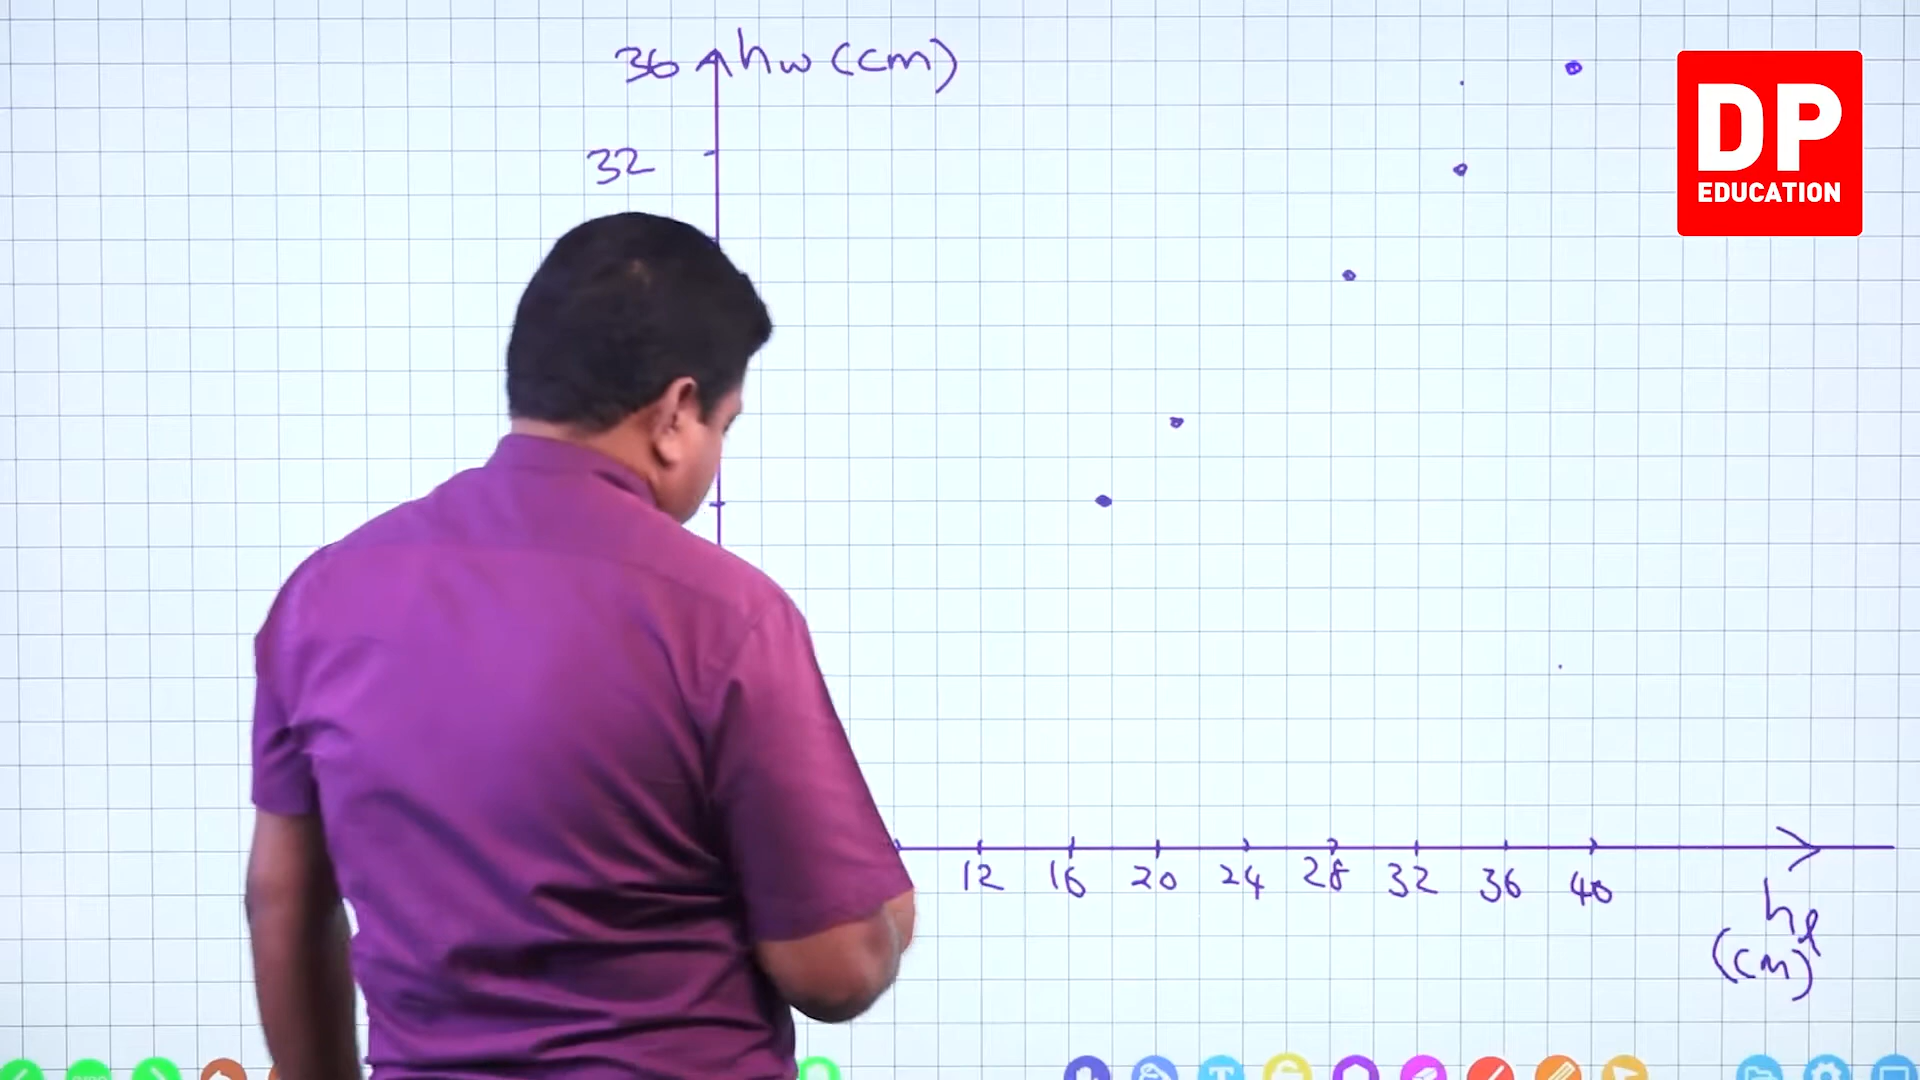 36 hw (cm)
32
DP
EDUCATION
12 16 20 24 28 32 36 40
hℓ
(cm)